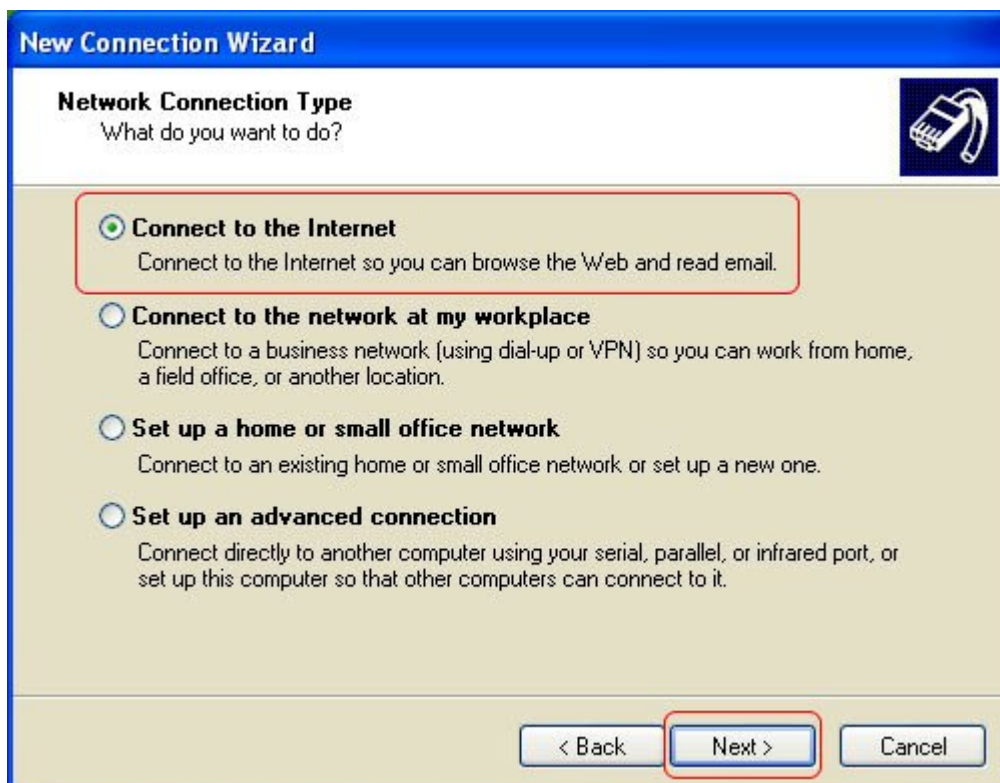 New Connection Wizard
Network Connection Type
What do you want to do?
Connect to the Internet
Connect to the Internet so you can browse the Web and read email.
Connect to the network at my workplace
Connect to a business network (using dial-up or VPN) so you can work from home,
a field office, or another location.
Set up a home or small office network
Connect to an existing home or small office network or set up a new one.
Set up an advanced connection
Connect directly to another computer using your serial, parallel, or infrared port, or
set up this computer so that other computers can connect to it.
< Back Next > Cancel